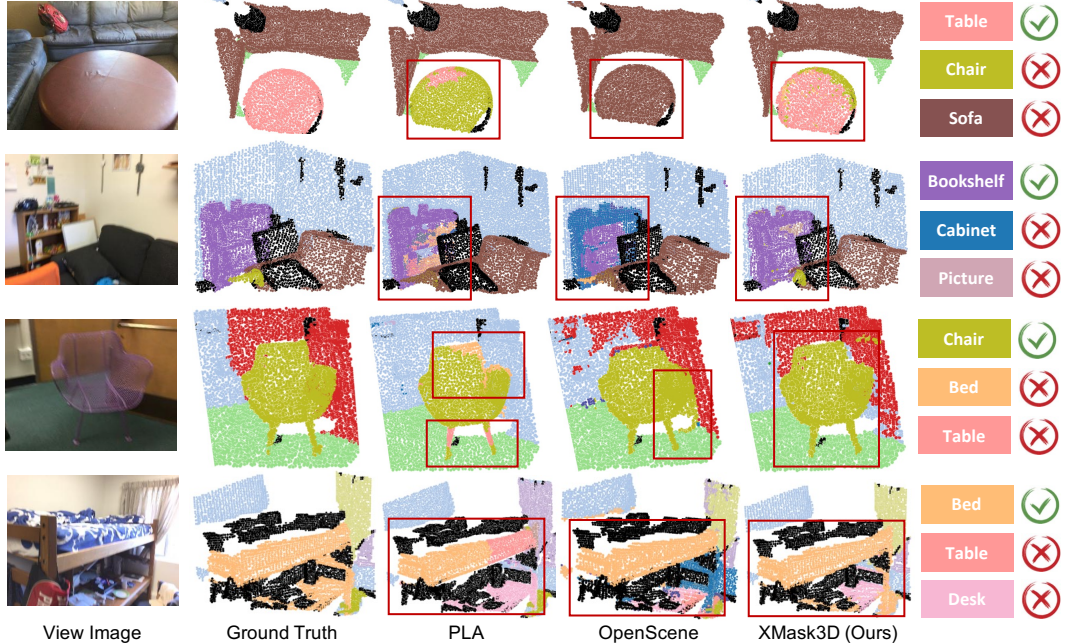 Table
Chair
Sofa
Bookshelf
Cabinet
Picture
Chair
Bed
Table
Bed
Table
Desk
View Image Ground Truth PLA OpenScene XMask3D (Ours)